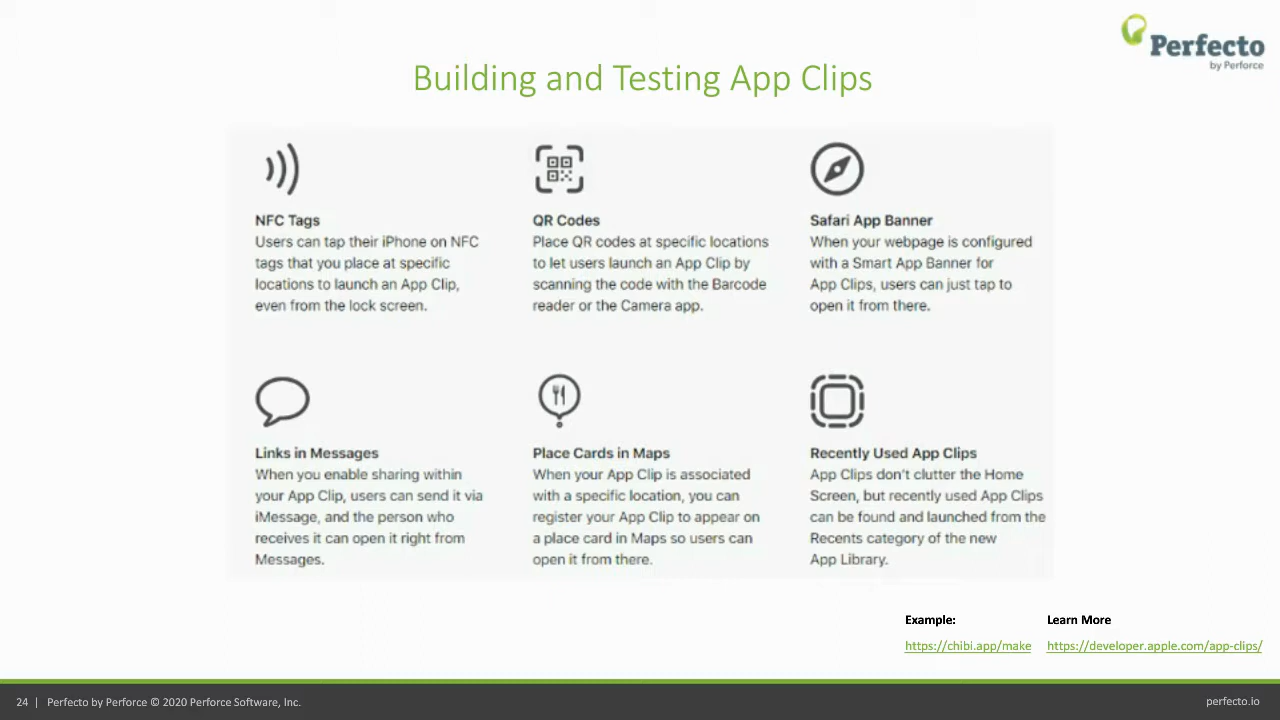 Perfecto
by Perforce
Building and Testing App Clips
NFC Tags
Users can tap their iPhone on NFC
tags that you place at specific
locations to launch an App Clip,
even from the lock screen.
QR Codes
Place QR codes at specific locations
to let users launch an App Clip by
scanning the code with the Barcode
reader or the Camera app.
Safari App Banner
When your webpage is configured
with a Smart App Banner for
App Clips, users can just tap to
open it from there.
Links in Messages
When you enable sharing within
your App Clip, users can send it via
iMessage, and the person who
receives it can open it right from
Messages.
Place Cards in Maps
When your App Clip is associated
with a specific location, you can
register your App Clip to appear on
a place card in Maps so users can
open it from there.
Recently Used App Clips
App Clips don't clutter the Home
Screen, but recently used App Clips
can be found and launched from the
Recents category of the new
App Library.
Example:
https://chibi.app/make
Learn More
https://developer.apple.com/app-clips/
24 | Perfecto by Perforce © 2020 Perforce Software, Inc.
perfecto.io